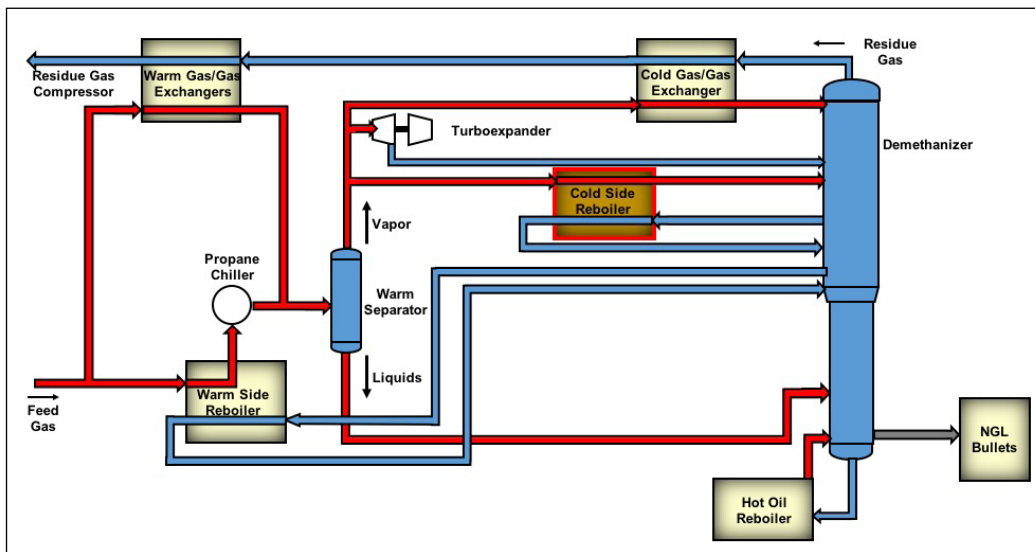 Residue
Gas
Residue Gas
Compressor
Warm Gas/Gas
Exchangers
Cold Gas/Gas
Exchanger
Turboexpander
Demethanizer
Cold Side
Reboiler
Vapor
Propane
Chiller
Warm
Separator
Liquids
Feed
Gas
Warm Side
Reboiler
NGL
Bullets
Hot Oil
Reboiler